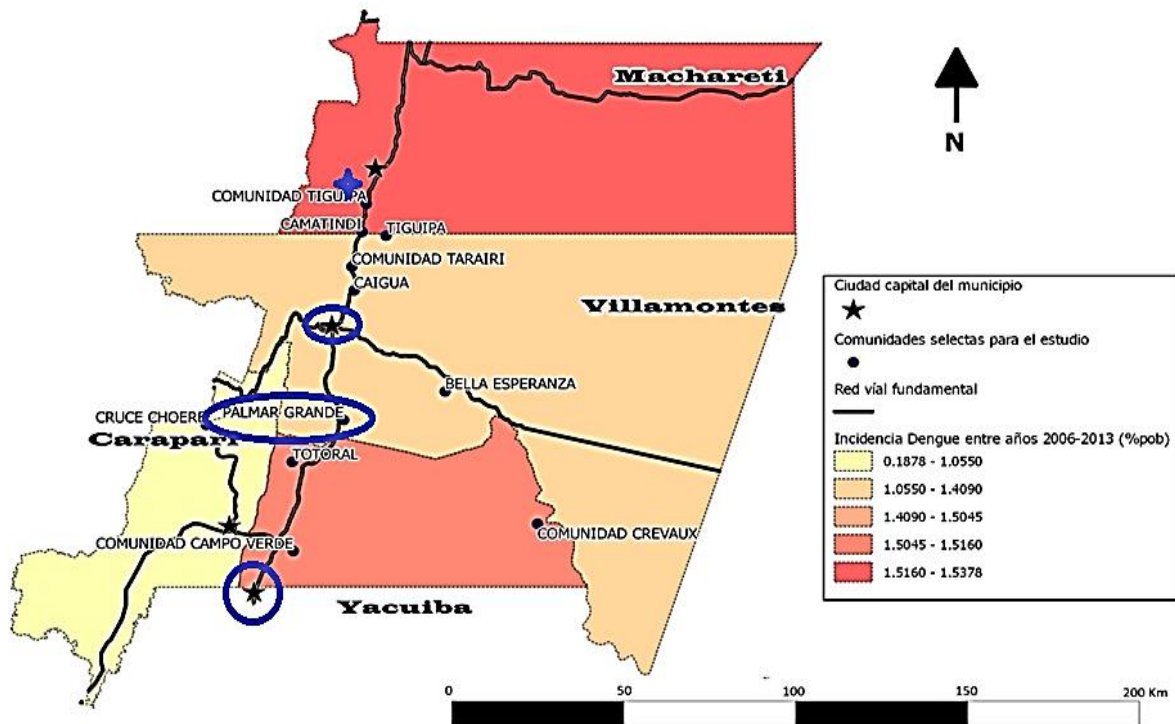 Machareti
N
COMUNIDAD TIGUIPA
CAMATINDI
TIGUIPA
COMUNIDAD TARAIRI
CAIGUA
Villamontes
BELLA ESPERANZA
CRUCE CHOERE
PALMAR GRANDE
Carapari
TOTORAL
COMUNIDAD CREVAUX
COMUNIDAD CAMPO VERDE
Yacuiba
Ciudad capital del municipio
Comunidades selectas para el estudio
Red víal fundamental
Incidencia Dengue entre años 2006-2013 (%pob)
0.1878 - 1.0550
1.0550 - 1.4090
1.4090 - 1.5045
1.5045 - 1.5160
1.5160 - 1.5378
0 50 100 150 200 Km